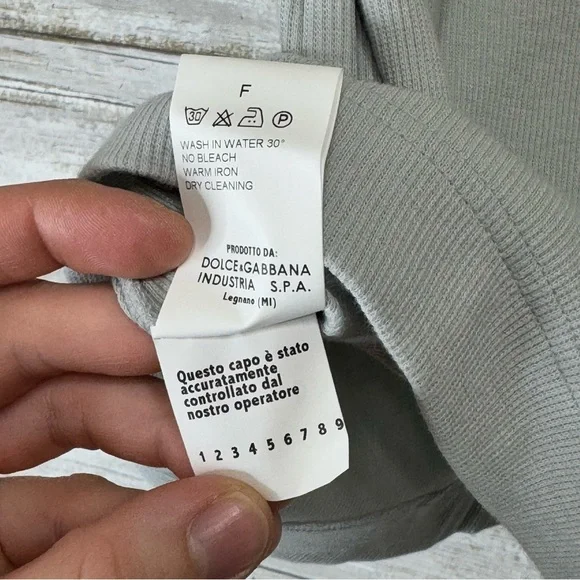 F
30 P
WASH IN WATER 30°
NO BLEACH
WARM IRON
DRY CLEANING
PRODOTTO DA:
DOLCE&GABBANA
INDUSTRIA S.P.A.
Legnano (MI)
Questo capo è stato
accuratamente
controllato dal
nostro operatore
1 2 3 4 5 6 7 8 9